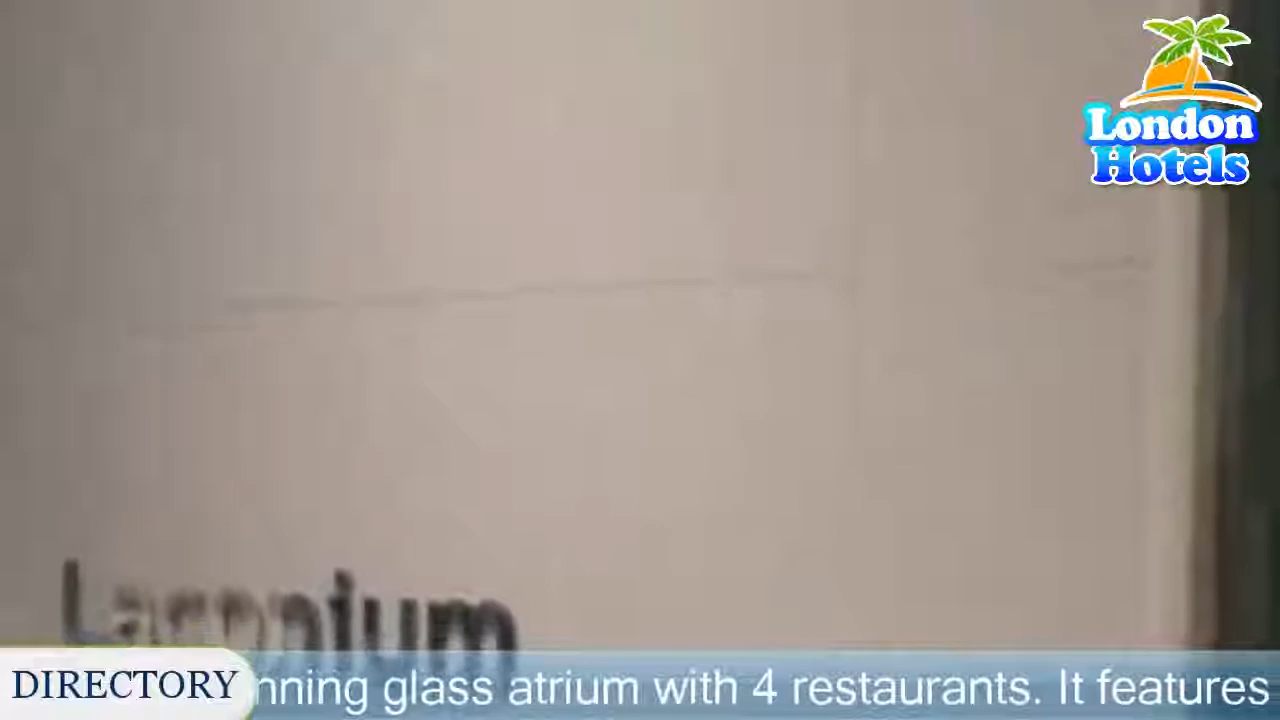 London
Hotels
DIRECTORY
nning glass atrium with 4 restaurants. It features